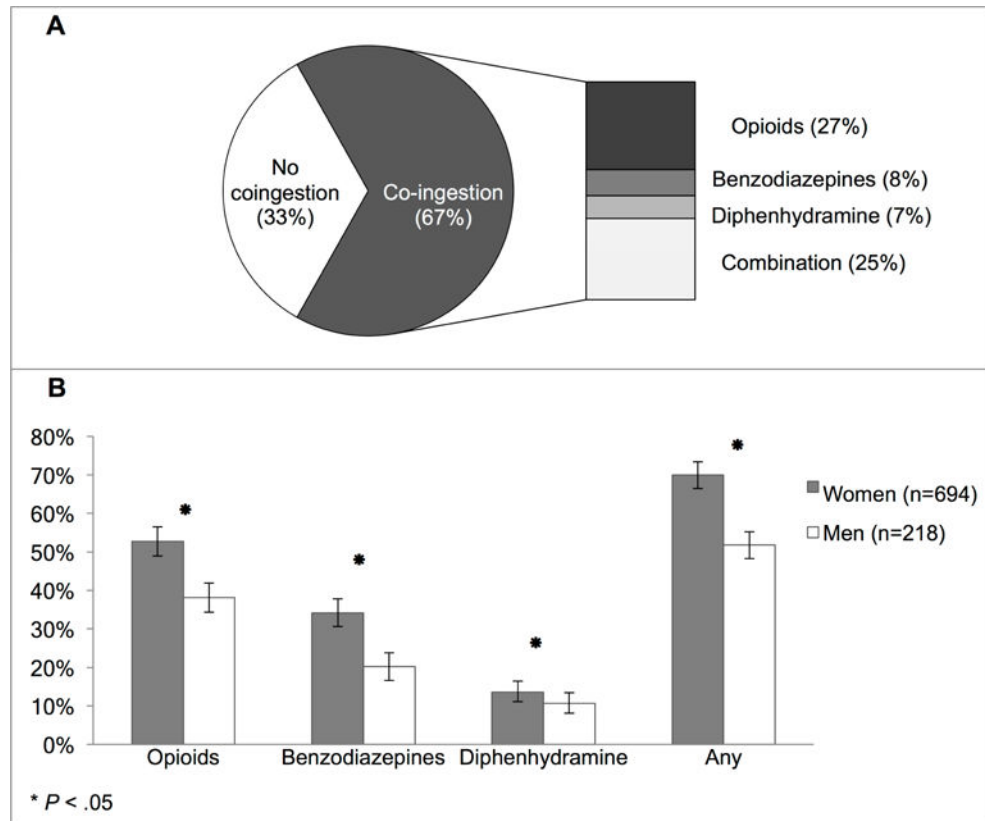 A
No
coingestion
(33%)
Co-ingestion
(67%)
Opioids (27%)
Benzodiazepines (8%)
Diphenhydramine (7%)
Combination (25%)
B
80%
70%
60%
50%
40%
30%
20%
10%
0%
*
*
*
*
Opioids
Benzodiazepines
Diphenhydramine
Any
Women (n=694)
Men (n=218)
* P < .05